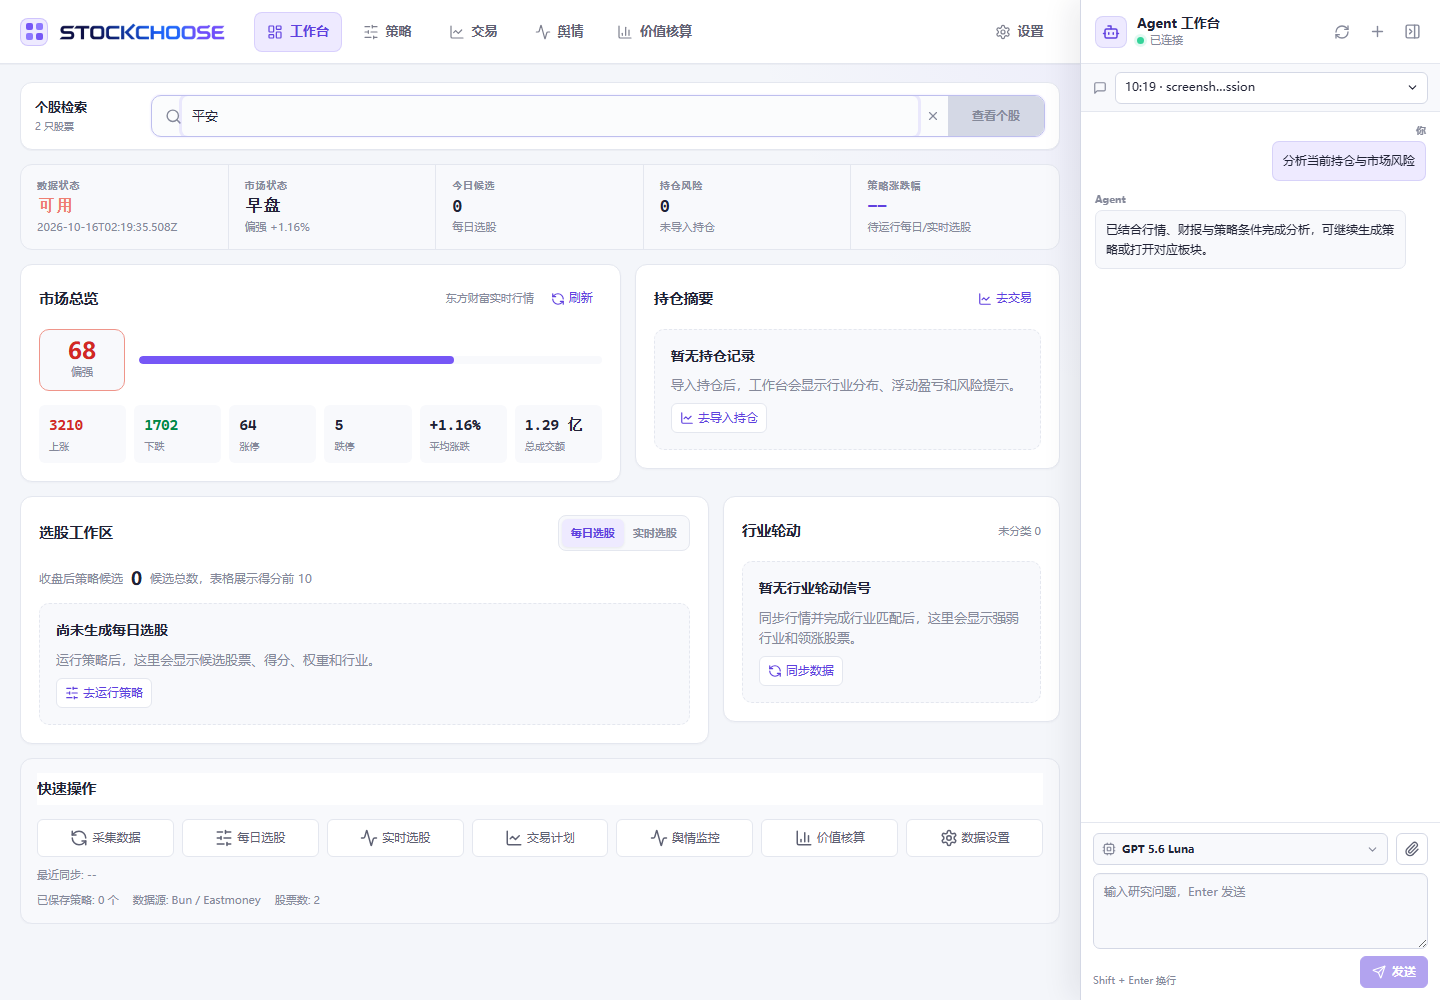 STOCKCHOOSE
工作台
策略
交易
舆情
价值核算
设置
个股检索
2 只股票
平安
查看个股
数据状态
可用
2026-10-16T02:19:35.508Z
市场状态
早盘
偏强 +1.16%
今日候选
0
每日选股
持仓风险
0
未导入持仓
策略涨跌幅
--
待运行每日/实时选股
市场总览
东方财富实时行情
刷新
68
偏强
3210
上涨
1702
下跌
64
涨停
5
跌停
+1.16%
平均涨跌
1.29 亿
总成交额
持仓摘要
去交易
暂无持仓记录
导入持仓后，工作台会显示行业分布、浮动盈亏和风险提示。
去导入持仓
选股工作区
每日选股
实时选股
收盘后策略候选 0 候选总数，表格展示得分前 10
尚未生成每日选股
运行策略后，这里会显示候选股票、得分、权重和行业。
去运行策略
行业轮动
未分类 0
暂无行业轮动信号
同步行情并完成行业匹配后，这里会显示强弱
行业和领涨股票。
同步数据
快速操作
采集数据
每日选股
实时选股
交易计划
舆情监控
价值核算
数据设置
最近同步: --
已保存策略: 0 个 数据源: Bun / Eastmoney 股票数: 2
Agent 工作台
已连接
10:19 · screensh...ssion
你
分析当前持仓与市场风险
Agent
已结合行情、财报与策略条件完成分析，可继续生成策
略或打开对应板块。
GPT 5.6 Luna
输入研究问题，Enter 发送
Shift + Enter 换行
发送